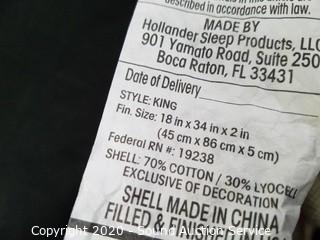 described in accordance with law.
MADE BY
Hollander Sleep Products, LLC
901 Yamato Road, Suite 250
Boca Raton, FL 33431
Date of Delivery
STYLE: KING
Fin. Size: 18 in x 34 in x 2 in
(45 cm x 86 cm x 5 cm)
Federal RN #: 19238
SHELL: 70% COTTON / 30% LYOCELL
EXCLUSIVE OF DECORATION
SHELL MADE IN CHINA
FILLED &
Copyright 2020 - Sound Auction Service